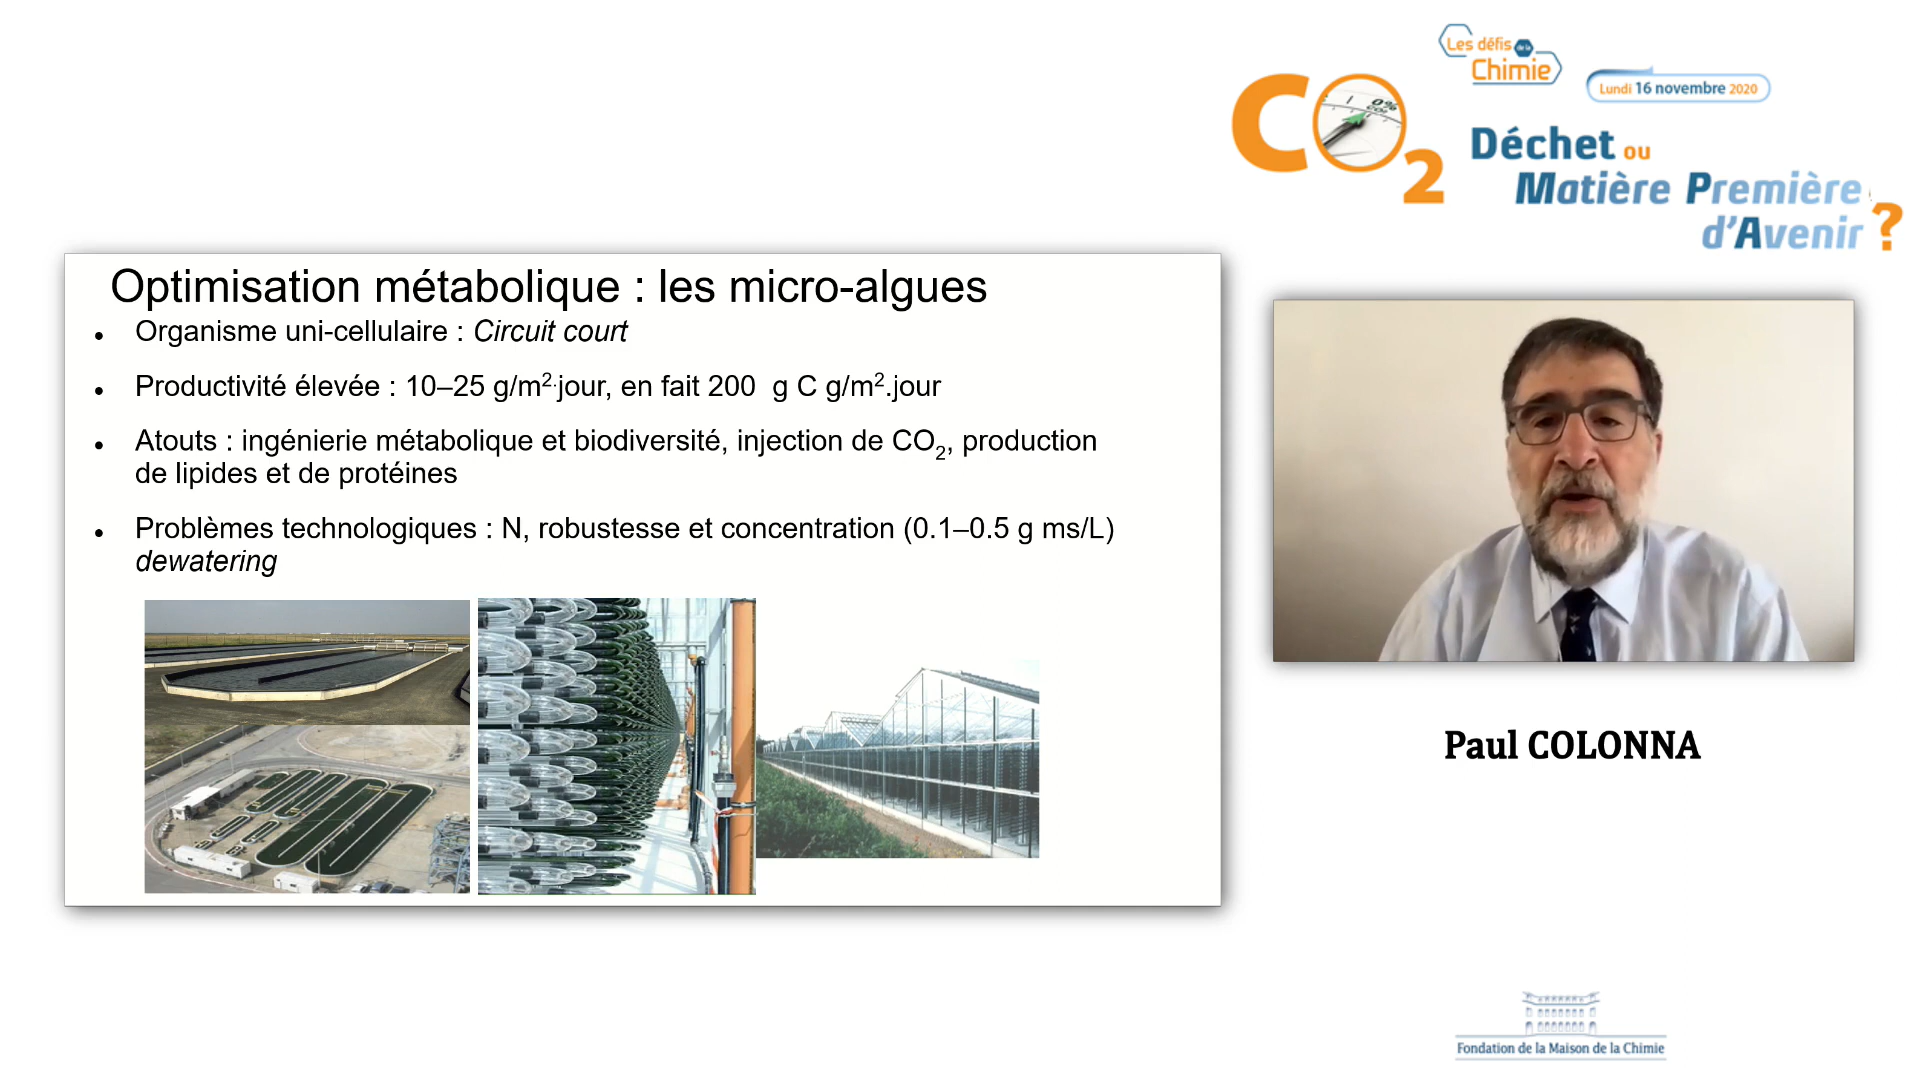 Les défis de la
Chimie
Lundi 16 novembre 2020
CO2
0%
Déchet ou
Matière Première
d'Avenir ?
Optimisation métabolique : les micro-algues
• Organisme uni-cellulaire : Circuit court
• Productivité élevée : 10–25 g/m².jour, en fait 200 g C g/m².jour
• Atouts : ingénierie métabolique et biodiversité, injection de CO₂, production
de lipides et de protéines
• Problèmes technologiques : N, robustesse et concentration (0.1–0.5 g ms/L)
dewatering
Paul COLONNA
Fondation de la Maison de la Chimie